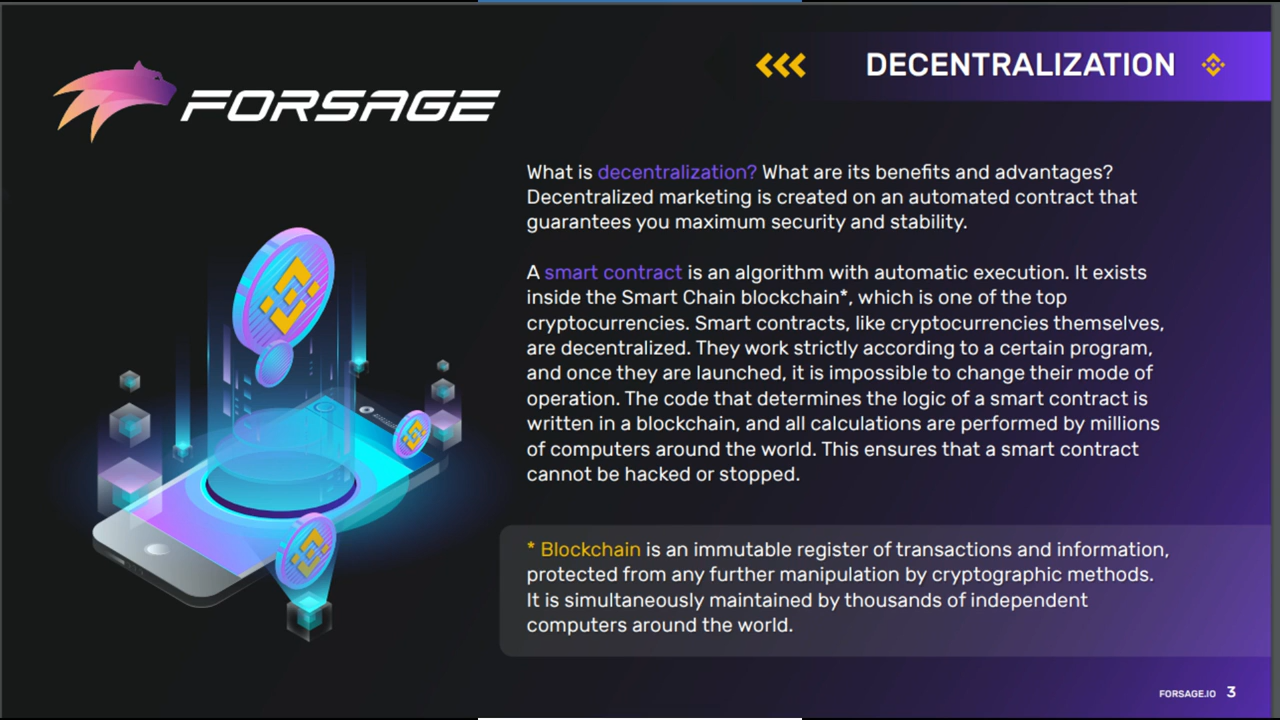 FORSAGE
DECENTRALIZATION
What is decentralization? What are its benefits and advantages?
Decentralized marketing is created on an automated contract that
guarantees you maximum security and stability.
A smart contract is an algorithm with automatic execution. It exists
inside the Smart Chain blockchain*, which is one of the top
cryptocurrencies. Smart contracts, like cryptocurrencies themselves,
are decentralized. They work strictly according to a certain program,
and once they are launched, it is impossible to change their mode of
operation. The code that determines the logic of a smart contract is
written in a blockchain, and all calculations are performed by millions
of computers around the world. This ensures that a smart contract
cannot be hacked or stopped.
* Blockchain is an immutable register of transactions and information,
protected from any further manipulation by cryptographic methods.
It is simultaneously maintained by thousands of independent
computers around the world.
FORSAGE.IO 3